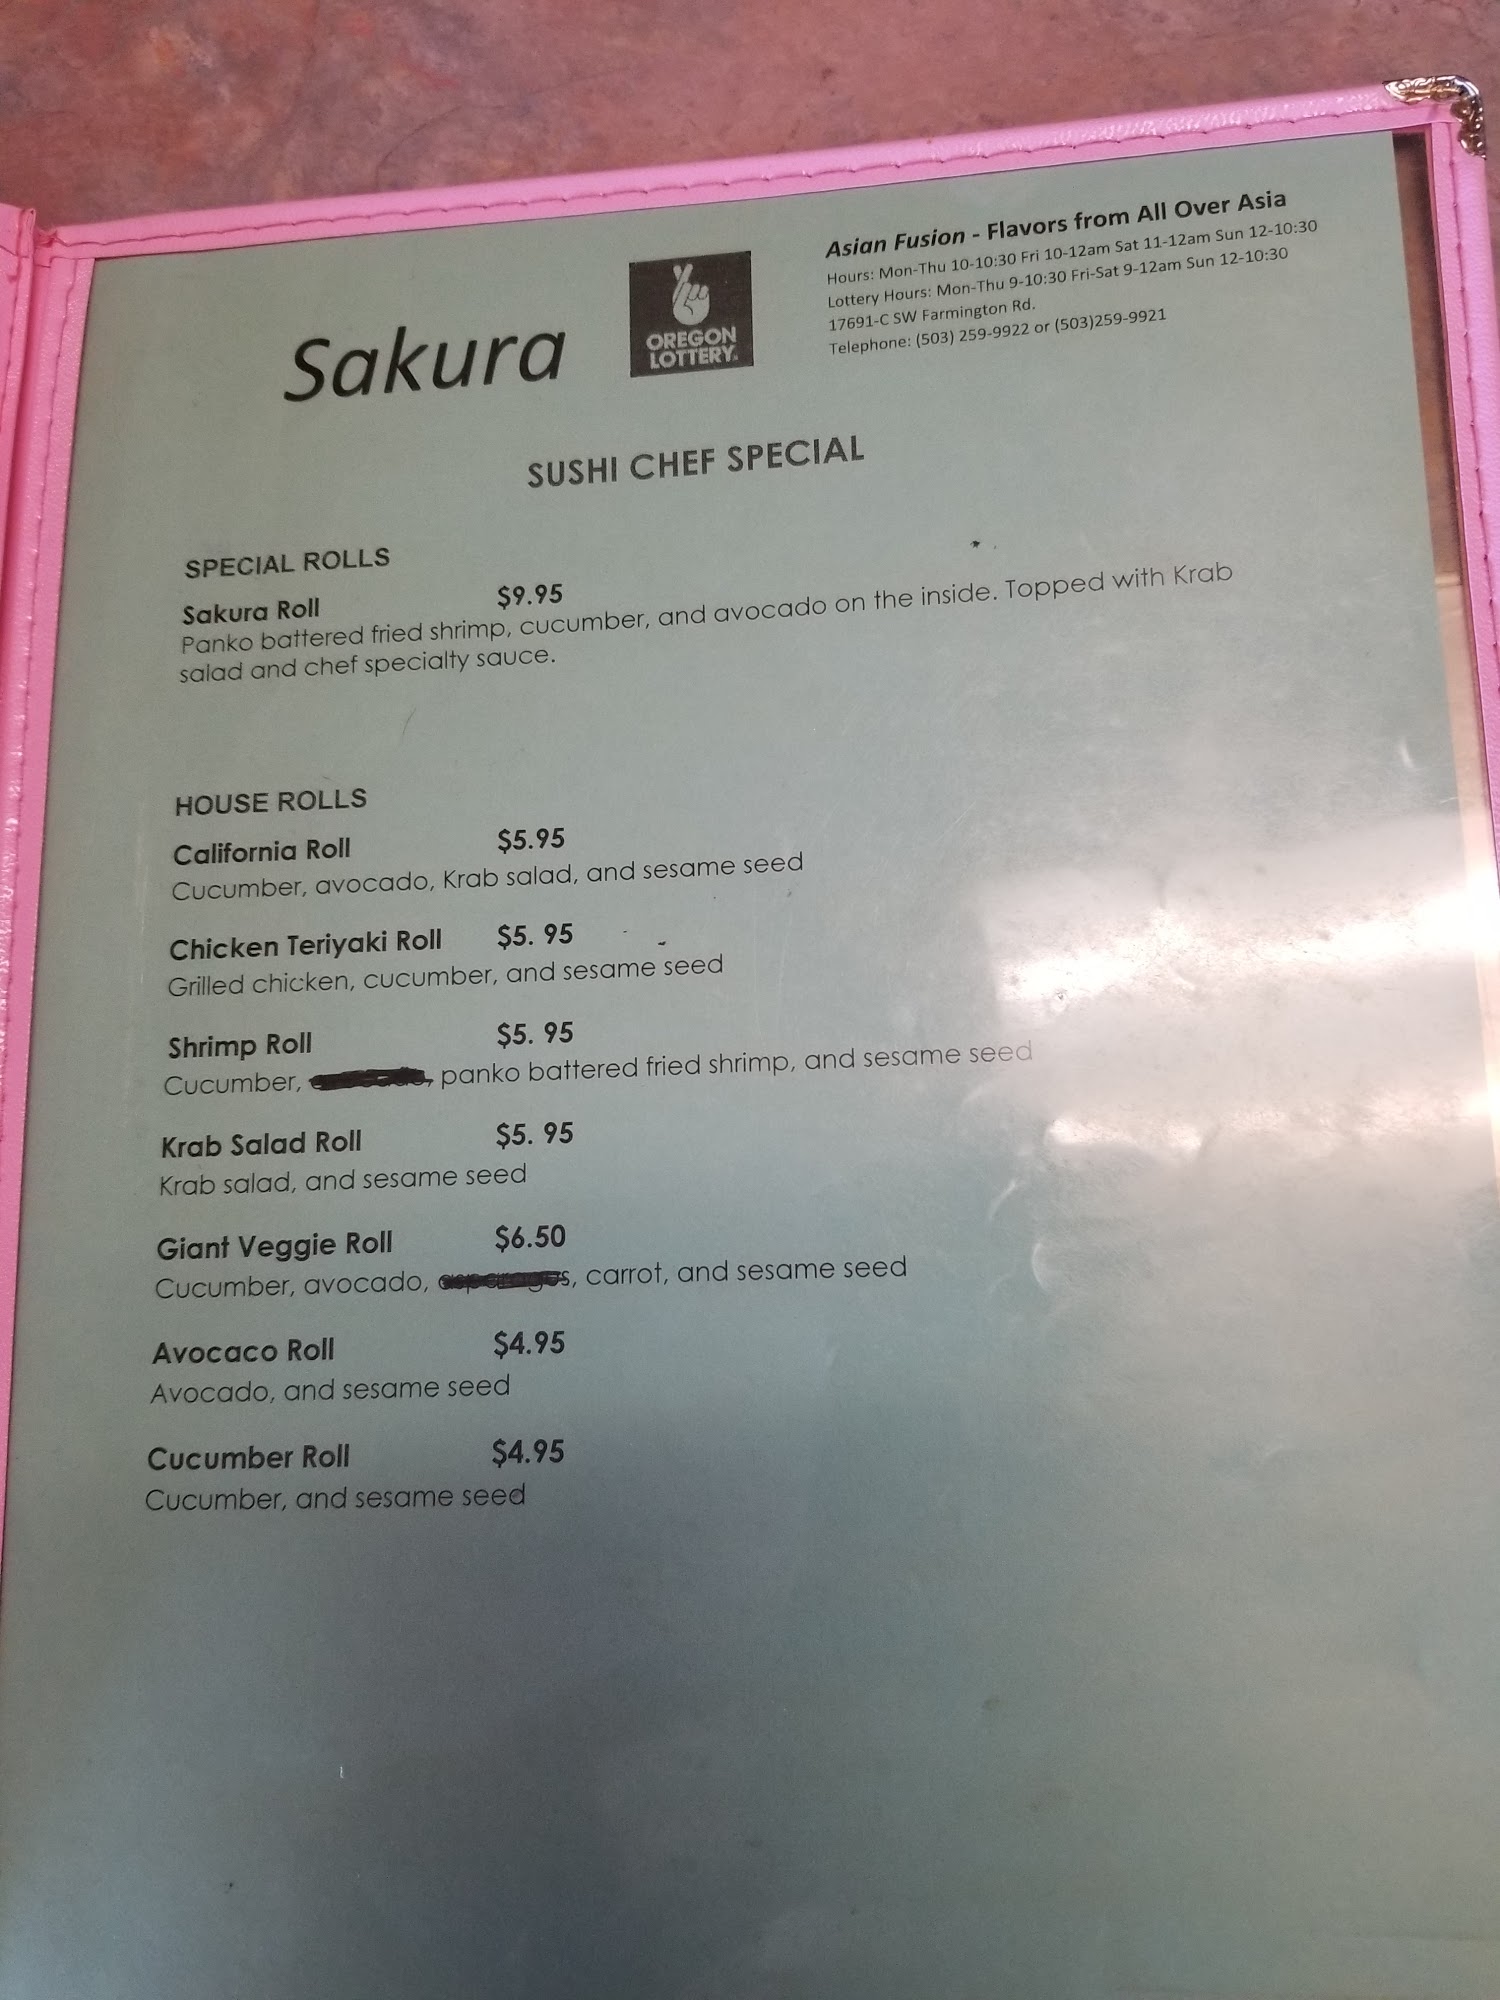 Asian Fusion - Flavors from All Over Asia
Hours: Mon-Thu 10-10:30 Fri 10-12am Sat 11-12am Sun 12-10:30
Lottery Hours: Mon-Thu 9-10:30 Fri-Sat 9-12am Sun 12-10:30
17691-C SW Farmington Rd.
Telephone: (503) 259-9922 or (503)259-9921
Sakura
OREGON
LOTTERY
SUSHI CHEF SPECIAL
SPECIAL ROLLS
Sakura Roll $9.95
Panko battered fried shrimp, cucumber, and avocado on the inside. Topped with Krab
salad and chef specialty sauce.
HOUSE ROLLS
California Roll $5.95
Cucumber, avocado, Krab salad, and sesame seed
Chicken Teriyaki Roll $5. 95
Grilled chicken, cucumber, and sesame seed
Shrimp Roll $5. 95
Cucumber, panko battered fried shrimp, and sesame seed
Krab Salad Roll $5. 95
Krab salad, and sesame seed
Giant Veggie Roll $6.50
Cucumber, avocado, asparagus, carrot, and sesame seed
Avocaco Roll $4.95
Avocado, and sesame seed
Cucumber Roll $4.95
Cucumber, and sesame seed